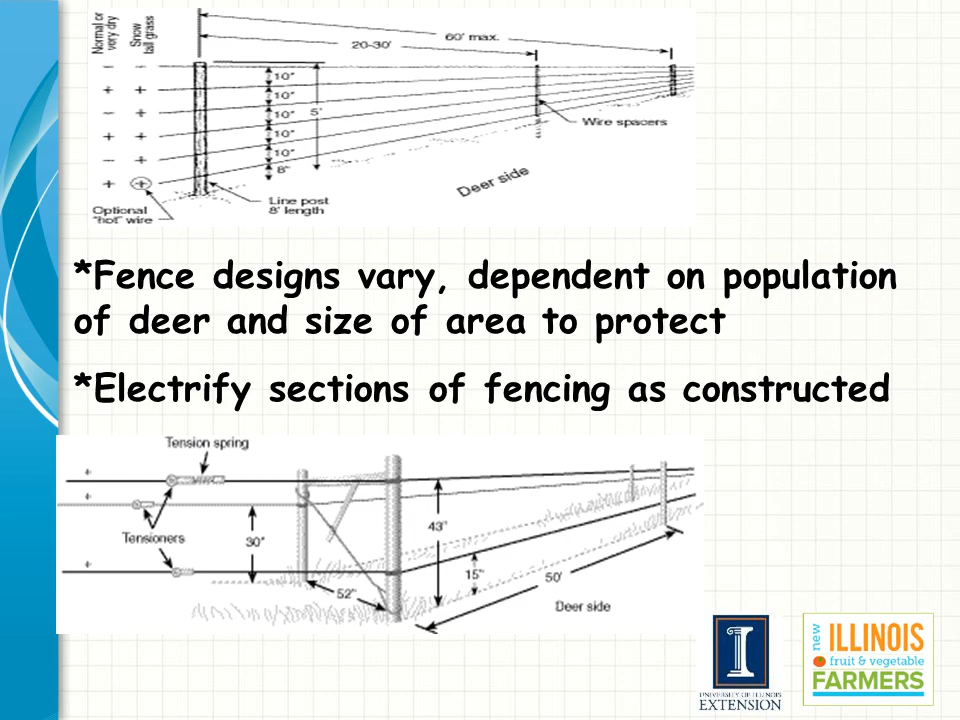 Normal or
very dry
Snow
tall grass
60' max.
20-30'
− −
+ +
− +
+ +
− +
+ +
10"
10"
10"
10"
10"
8"
5'
Wire spacers
Deer side
Line post
8' length
Optional
"hot" wire
*Fence designs vary, dependent on population
of deer and size of area to protect
*Electrify sections of fencing as constructed
Tension spring
+
+
+
Tensioners
30"
52"
43"
15"
50'
Deer side
I
UNIVERSITY OF ILLINOIS
EXTENSION
new
ILLINOIS
fruit & vegetable
FARMERS